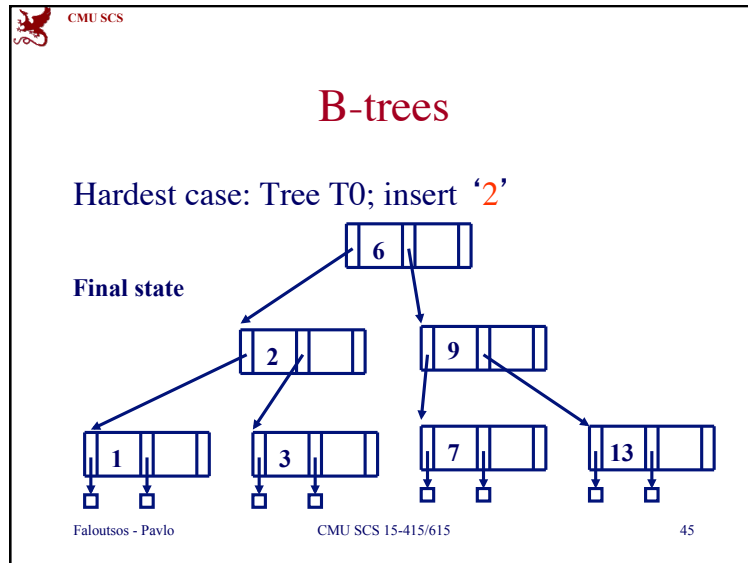 CMU SCS
B-trees
Hardest case: Tree T0; insert ‘2’
6
Final state
2 9
1 3 7 13
Faloutsos - Pavlo CMU SCS 15-415/615 45